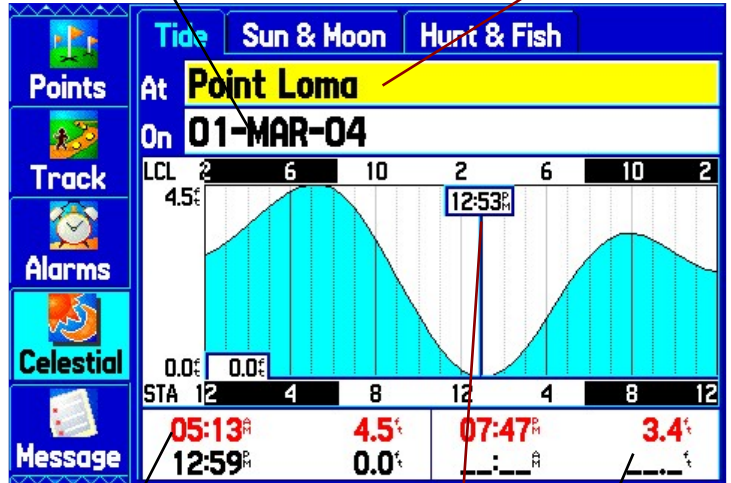 Tide Sun & Moon Hunt & Fish
Points
At Point Loma
On 01-MAR-04
Track
LCL 2 6 10 2 6 10 2
4.5ft
12:53PM
Alarms
Celestial
0.0ft 0.0ft
STA 12 4 8 12 4 8 12
05:13AM 4.5ft 07:47PM 3.4ft
Message
12:59PM 0.0ft __:__AM __.__ft